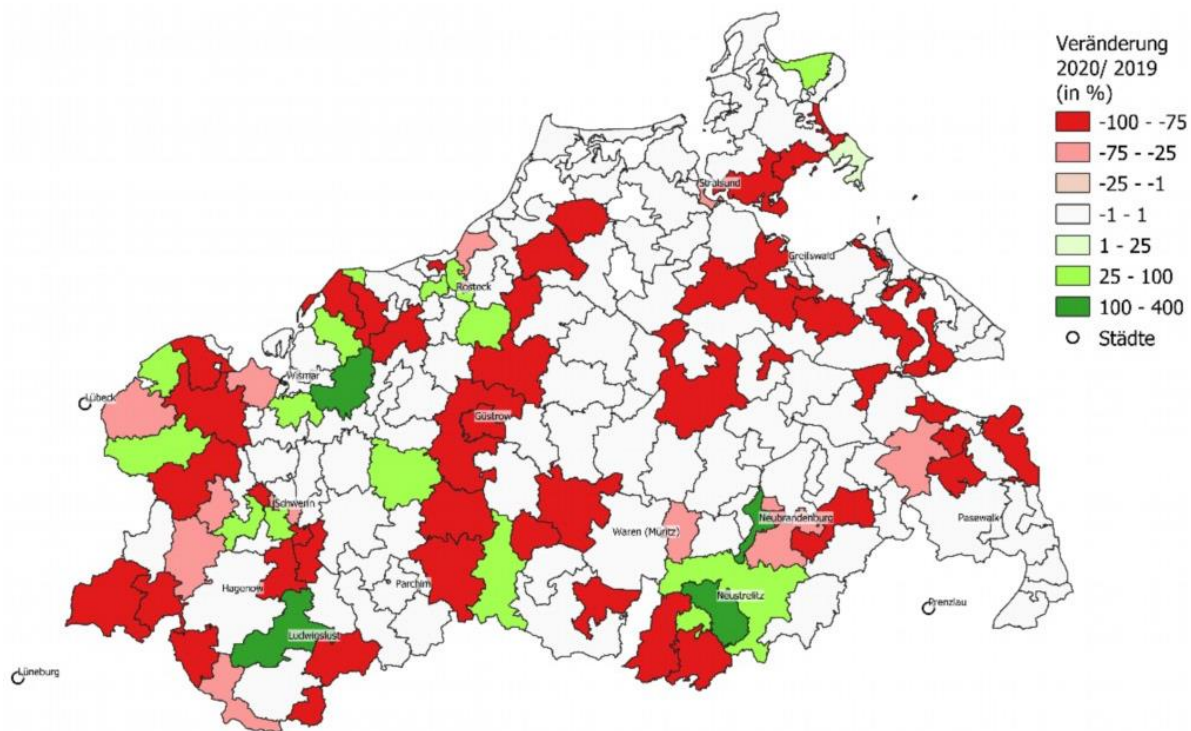 Veränderung
2020/ 2019
(in %)
-100 - -75
-75 - -25
-25 - -1
-1 - 1
1 - 25
25 - 100
100 - 400
Städte
Stralsund
Greifswald
Rostock
Wismar
Lübeck
Güstrow
Schwerin
Waren (Müritz)
Neubrandenburg
Pasewalk
Hagenow
Parchim
Neustrelitz
Prenzlau
Ludwigslust
Lüneburg